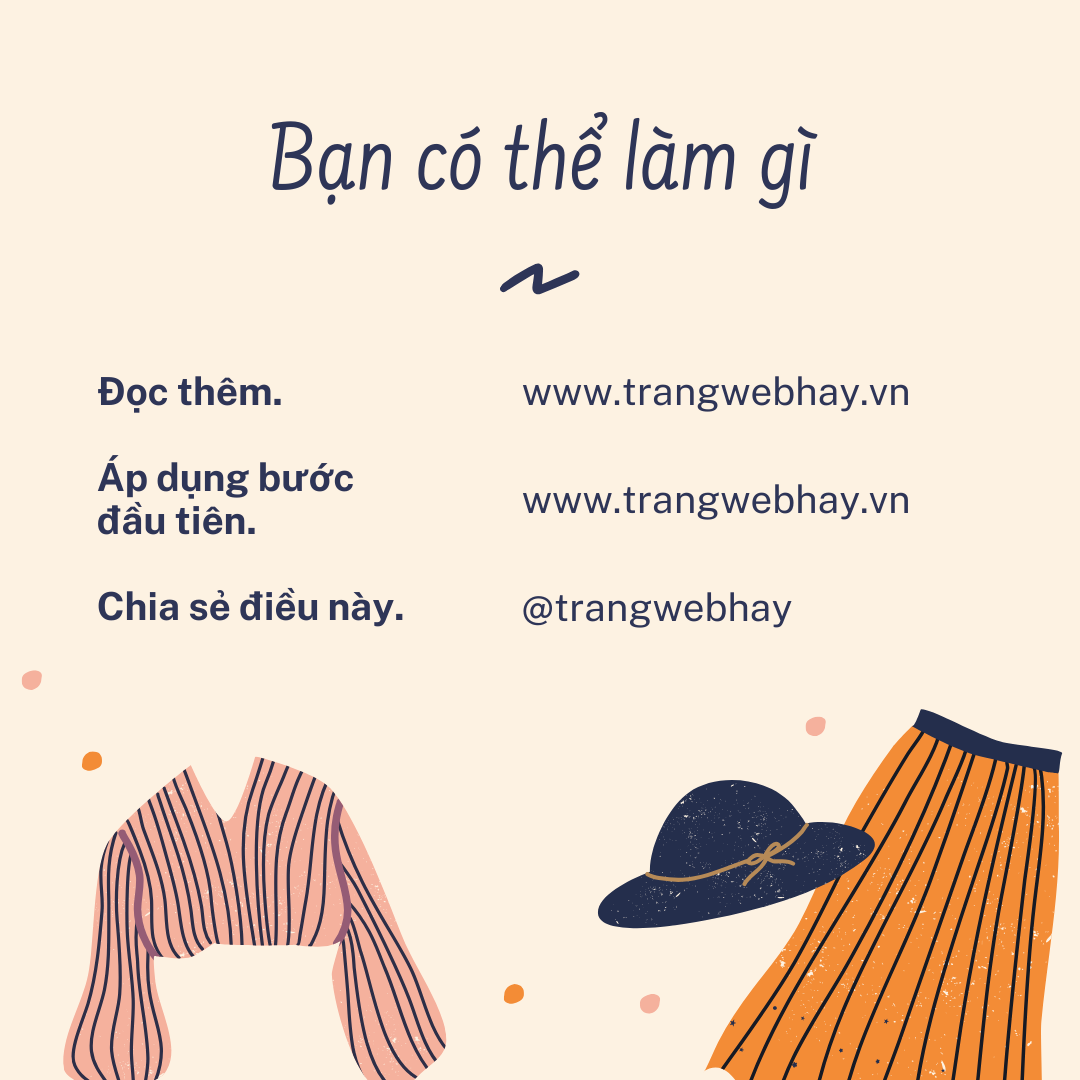 Bạn có thể làm gì
Đọc thêm.
www.trangwebhay.vn
Áp dụng bước
đầu tiên.
www.trangwebhay.vn
Chia sẻ điều này.
@trangwebhay